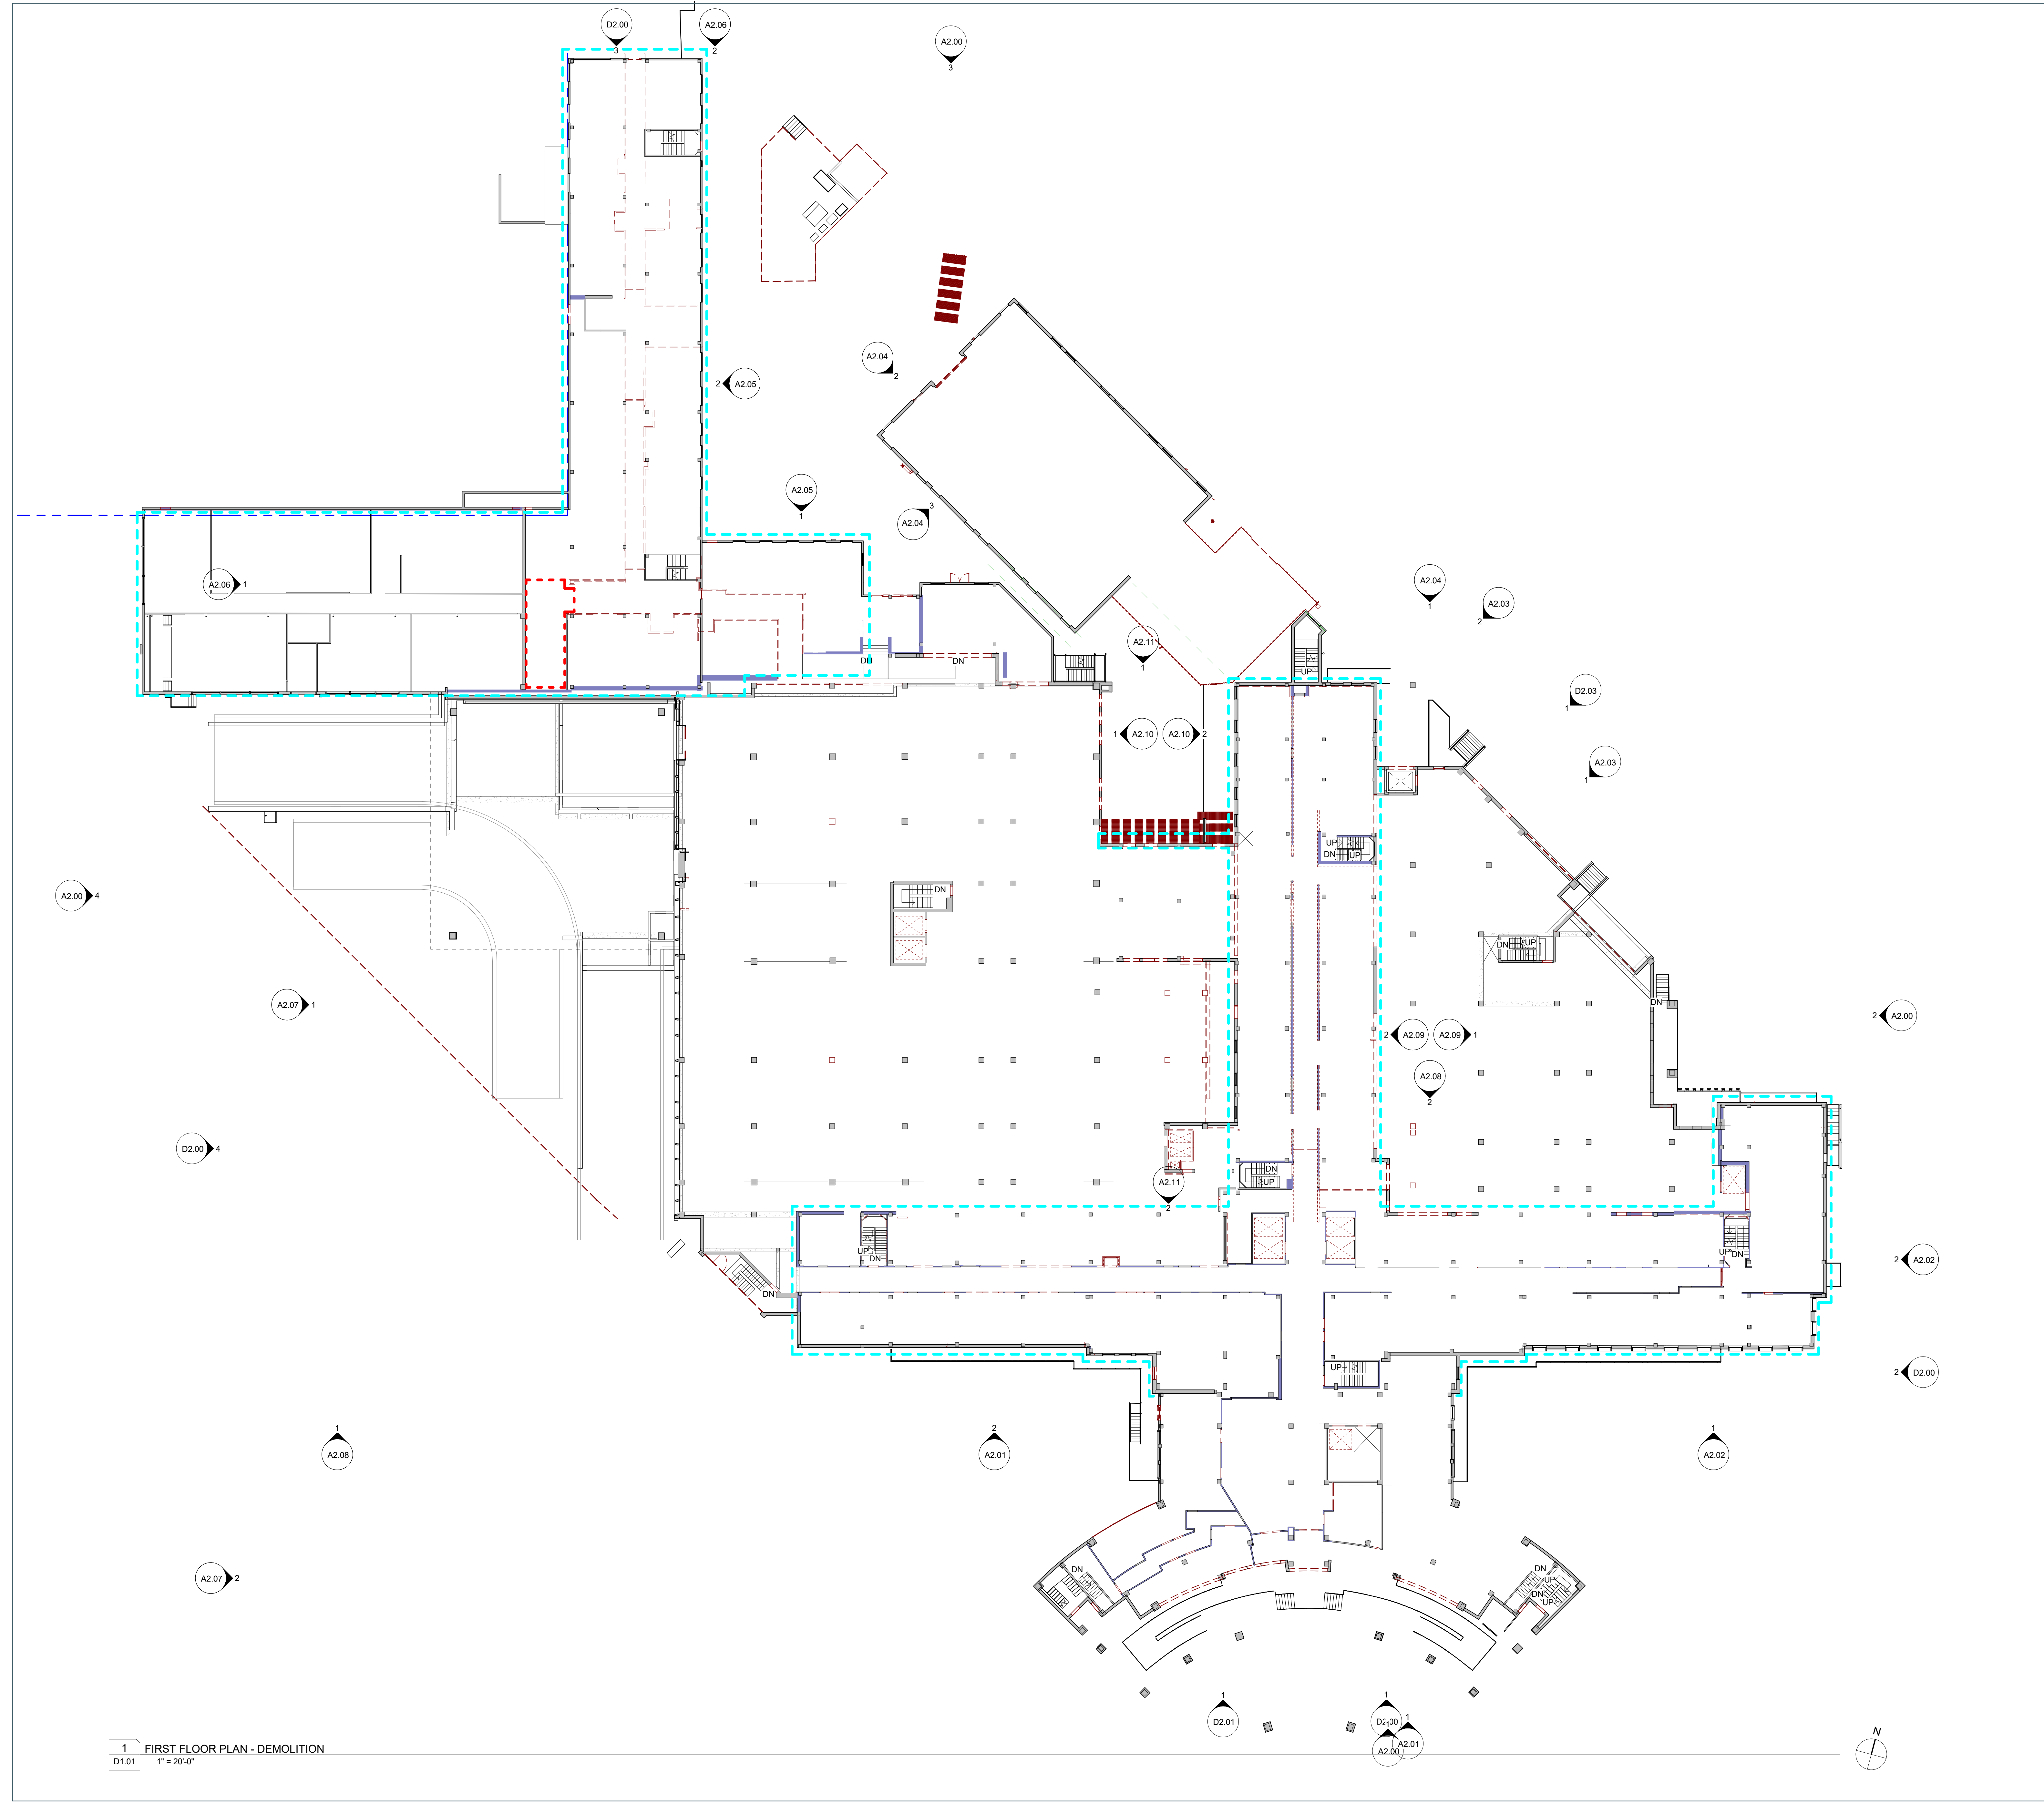 D2.00
3
A2.06
2
A2.00
3
A2.04
2
2 A2.05
A2.05
1
3
A2.04
A2.06 1
A2.04
1
A2.03
2
A2.11
1
DN
DN
UP
D2.03
1
1 A2.10
A2.10 2
A2.03
1
UP
DN
UP
A2.00 4
DN
DN
UP
DN
A2.07 1
2 A2.00
2 A2.09
A2.09 1
A2.08
2
D2.00 4
DN
UP
A2.11
2
UP
DN
UP
DN
2 A2.02
DN
UP
2 D2.00
1
A2.08
2
A2.01
1
A2.02
A2.07 2
DN
DN
UP
DN
UP
1
D2.01
1
D2.00
1
A2.01
1
A2.00
N
1 FIRST FLOOR PLAN - DEMOLITION
D1.01 1" = 20'-0"